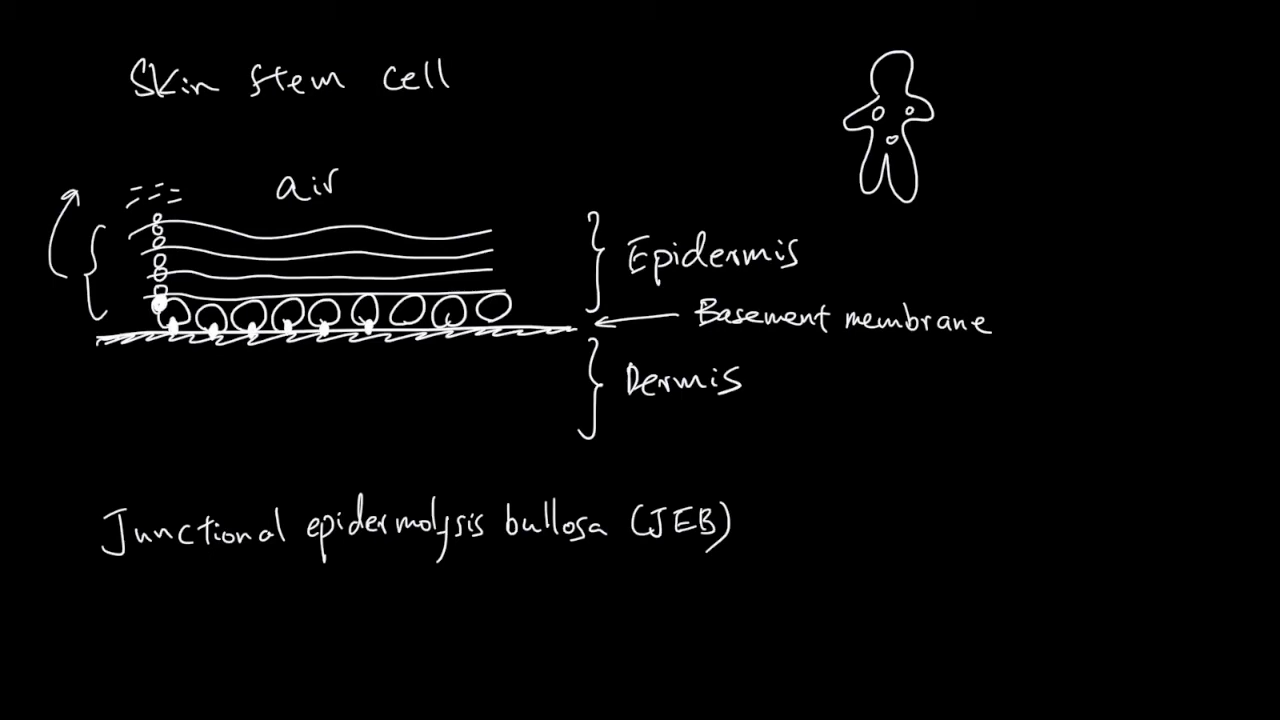 Skin stem cell
air
Epidermis
Basement membrane
Dermis
Junctional epidermolysis bullosa (JEB)